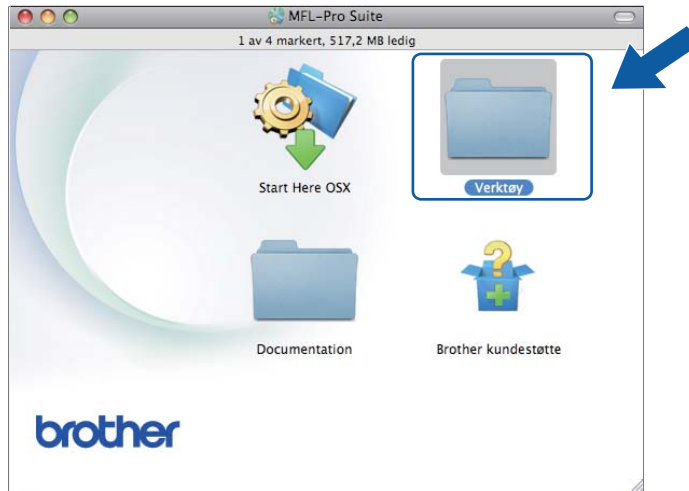 MFL-Pro Suite
1 av 4 markert, 517,2 MB ledig
Start Here OSX
Verktøy
Documentation
Brother kundestøtte
brother